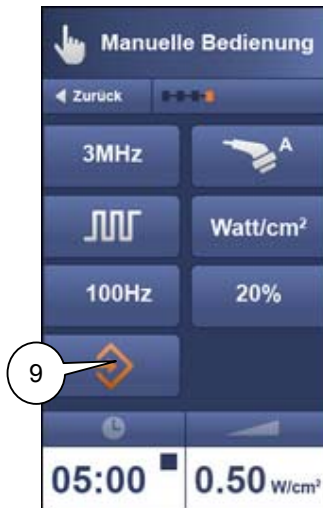 Manuelle Bedienung
Zurück
3MHz
A
Watt/cm²
100Hz
20%
9
05:00
0.50 W/cm²